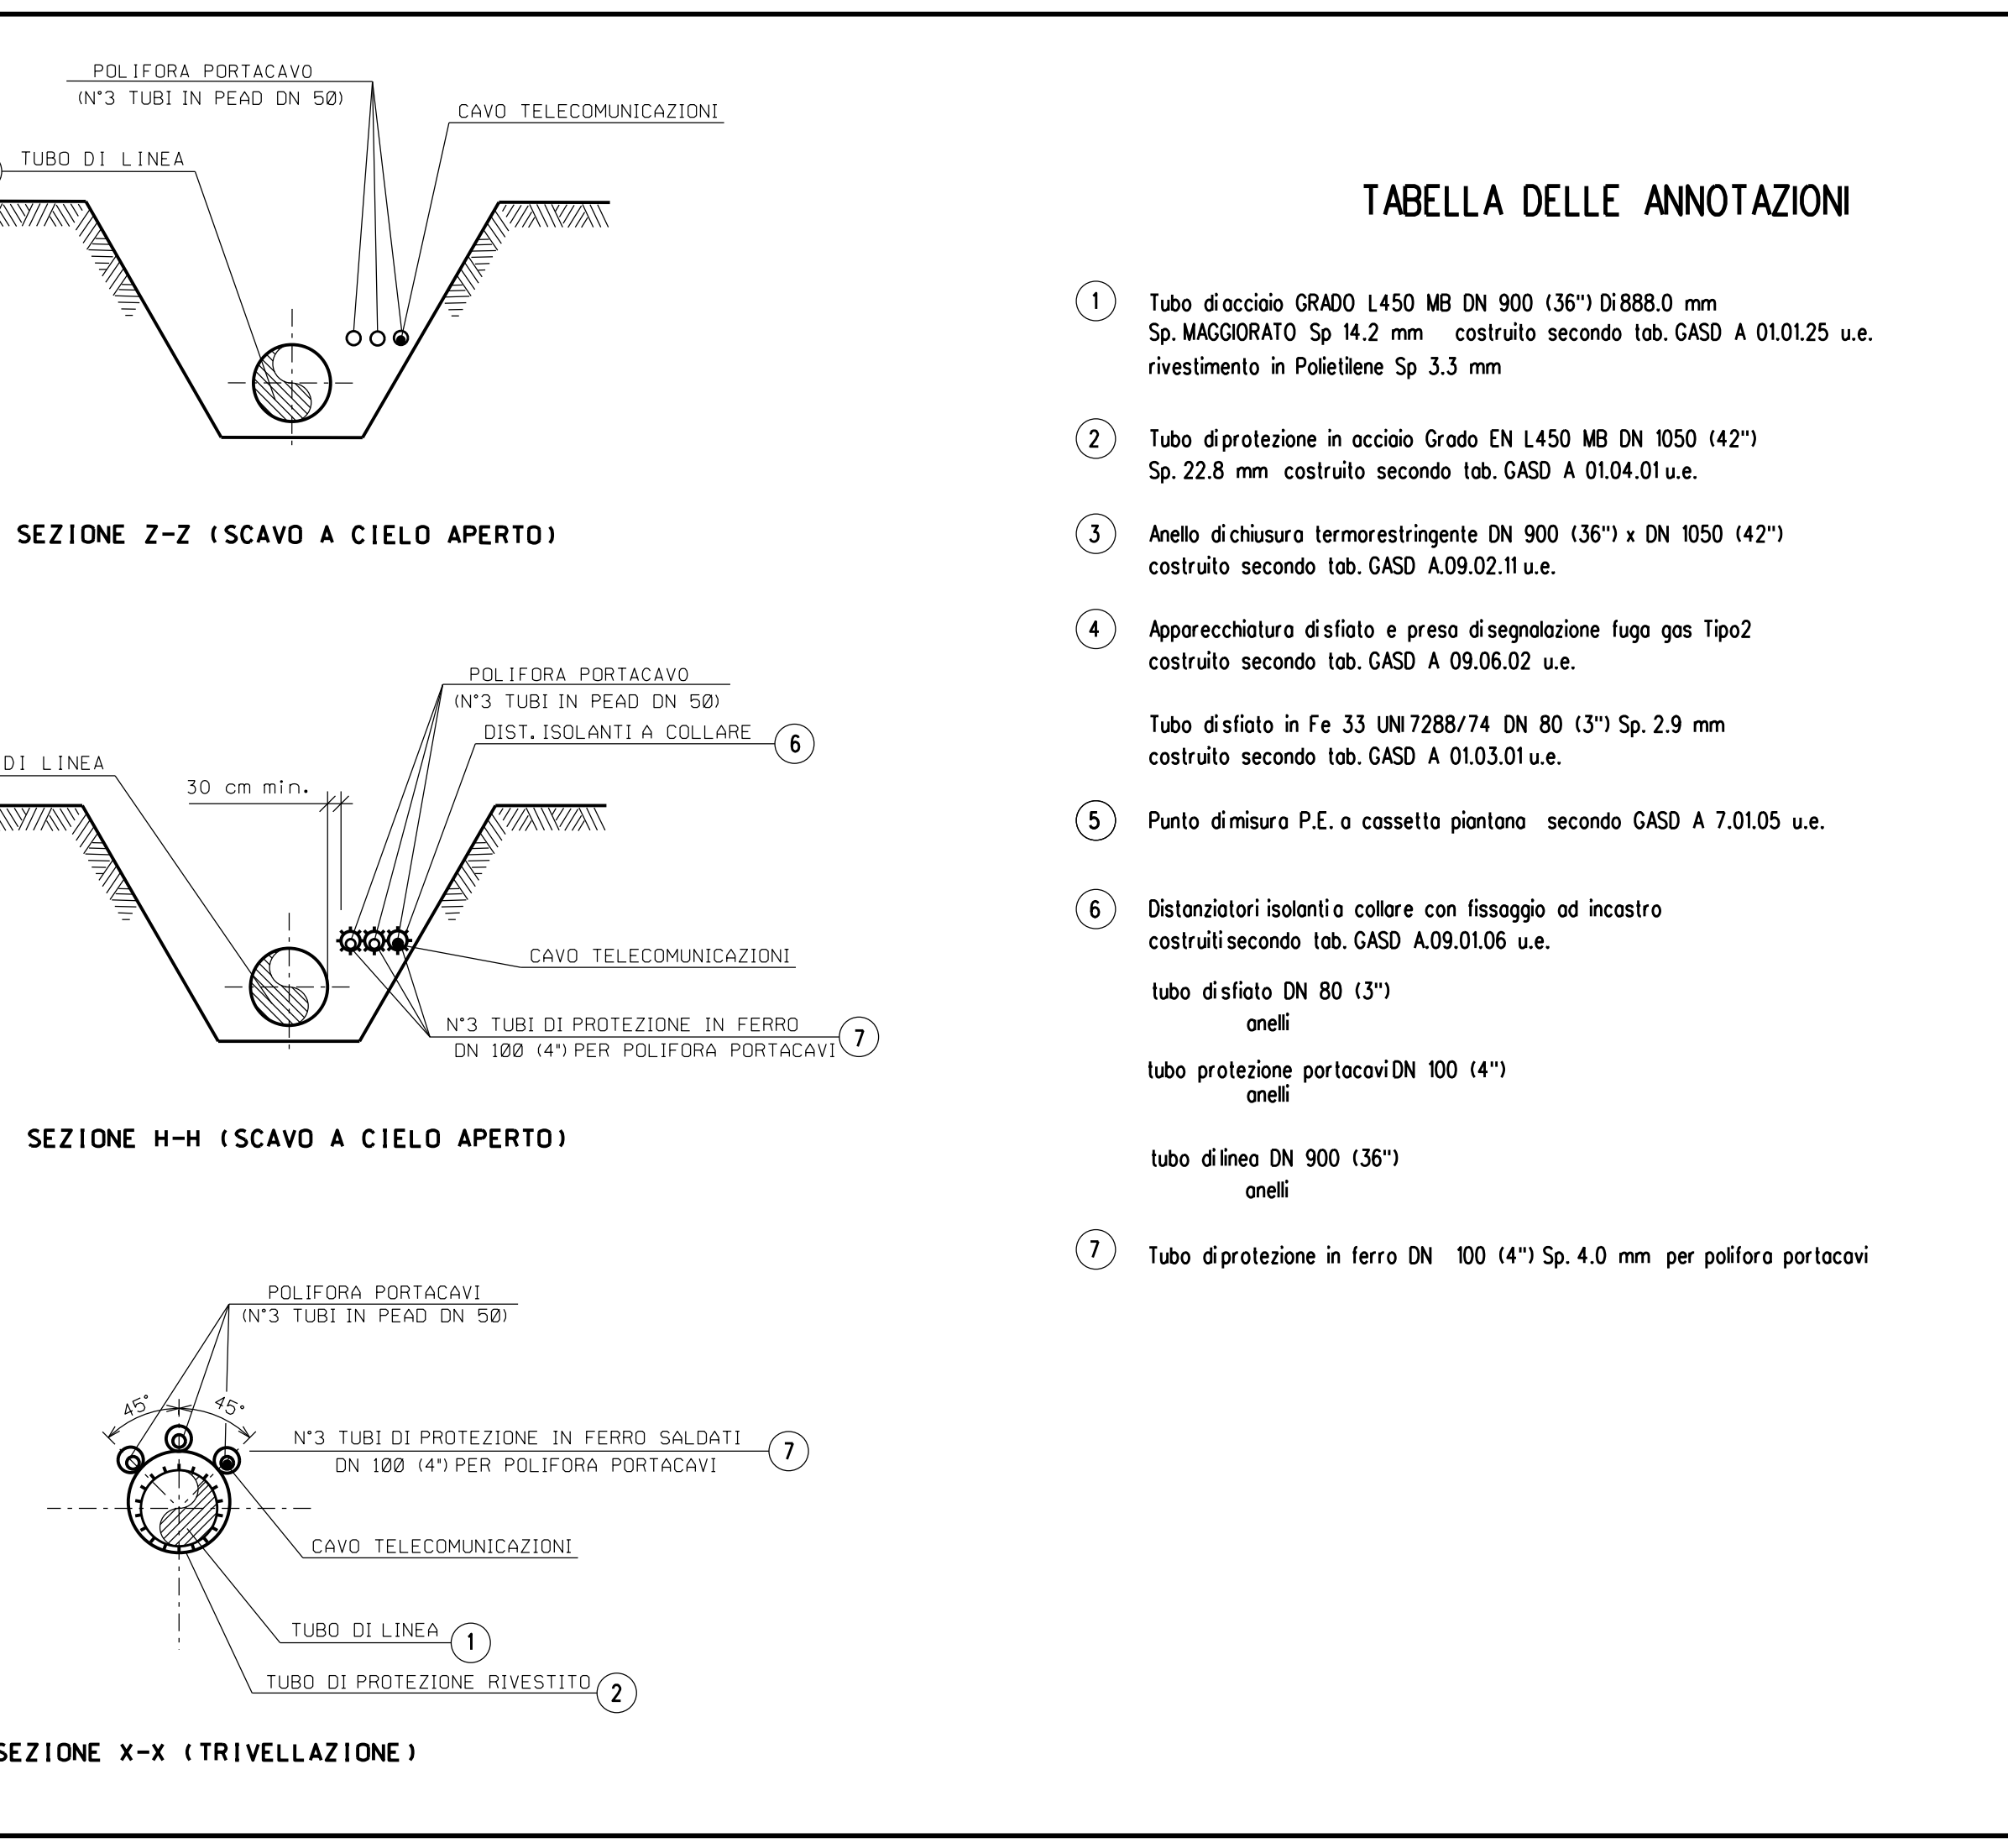 POLIFORA PORTACAVO
(N°3 TUBI IN PEAD DN 50)
CAVO TELECOMUNICAZIONI
TUBO DI LINEA
SEZIONE Z-Z (SCAVO A CIELO APERTO)
POLIFORA PORTACAVO
(N°3 TUBI IN PEAD DN 50)
DIST. ISOLANTI A COLLARE
6
DI LINEA
30 cm min.
CAVO TELECOMUNICAZIONI
N°3 TUBI DI PROTEZIONE IN FERRO
DN 100 (4") PER POLIFORA PORTACAVI
7
SEZIONE H-H (SCAVO A CIELO APERTO)
POLIFORA PORTACAVI
(N°3 TUBI IN PEAD DN 50)
45°
45°
N°3 TUBI DI PROTEZIONE IN FERRO SALDATI
DN 100 (4") PER POLIFORA PORTACAVI
7
CAVO TELECOMUNICAZIONI
TUBO DI LINEA
1
TUBO DI PROTEZIONE RIVESTITO
2
SEZIONE X-X (TRIVELLAZIONE)
TABELLA DELLE ANNOTAZIONI
1 Tubo di acciaio GRADO L450 MB DN 900 (36") Di 888.0 mm
Sp. MAGGIORATO Sp 14.2 mm costruito secondo tab. GASD A 01.01.25 u.e.
rivestimento in Polietilene Sp 3.3 mm
2 Tubo di protezione in acciaio Grado EN L450 MB DN 1050 (42")
Sp. 22.8 mm costruito secondo tab. GASD A 01.04.01 u.e.
3 Anello di chiusura termorestringente DN 900 (36") x DN 1050 (42")
costruito secondo tab. GASD A.09.02.11 u.e.
4 Apparecchiatura di sfiato e presa di segnalazione fuga gas Tipo2
costruito secondo tab. GASD A 09.06.02 u.e.
Tubo di sfiato in Fe 33 UNI 7288/74 DN 80 (3") Sp. 2.9 mm
costruito secondo tab. GASD A 01.03.01 u.e.
5 Punto di misura P.E. a cassetta piantana secondo GASD A 7.01.05 u.e.
6 Distanziatori isolanti a collare con fissaggio ad incastro
costruiti secondo tab. GASD A.09.01.06 u.e.
tubo di sfiato DN 80 (3")
anelli
tubo protezione portacavi DN 100 (4")
anelli
tubo di linea DN 900 (36")
anelli
7 Tubo di protezione in ferro DN 100 (4") Sp. 4.0 mm per polifora portacavi